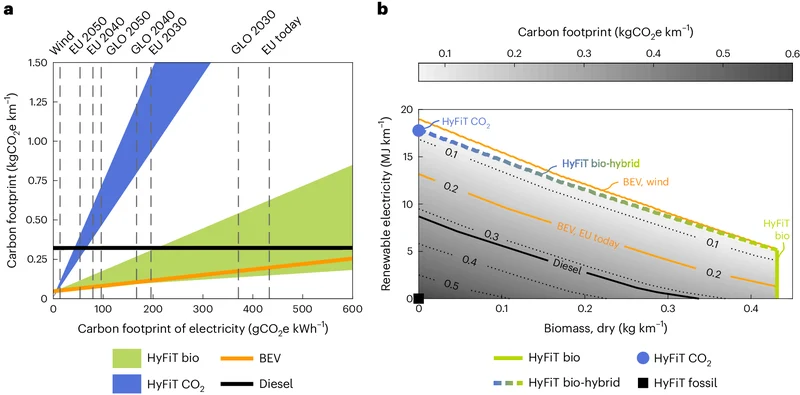 a
Wind
EU 2050
EU 2040
GLO 2050
GLO 2040
EU 2030
GLO 2030
EU today
Carbon footprint (kgCO2e km⁻¹)
1.50
1.25
1.00
0.75
0.50
0.25
0
0
100
200
300
400
500
600
Carbon footprint of electricity (gCO2e kWh⁻¹)
HyFiT bio
BEV
HyFiT CO2
Diesel
b
Carbon footprint (kgCO2e km⁻¹)
0.1
0.2
0.3
0.4
0.5
0.6
Renewable electricity (MJ km⁻¹)
20
15
10
5
0
HyFiT CO2
HyFiT bio-hybrid
BEV, wind
HyFiT
bio
0.1
0.2
BEV, EU today
0.1
0.3
Diesel
0.2
0.4
0.5
0
0.1
0.2
0.3
0.4
Biomass, dry (kg km⁻¹)
HyFiT bio
HyFiT CO2
HyFiT bio-hybrid
HyFiT fossil